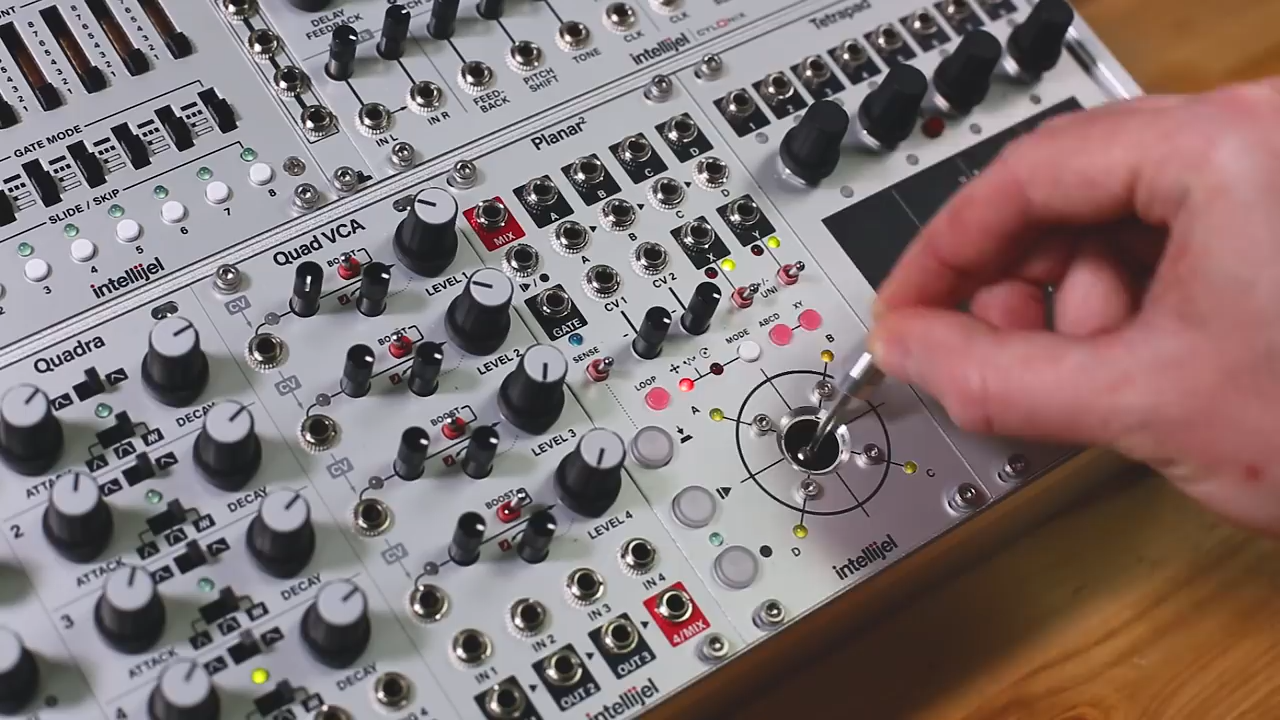 DELAY
FEEDBACK
FEED-
BACK
PITCH
SHIFT
TONE
CLK
CLK
intellijel
CYLONIX
IN L
IN R
Tetrapad
GATE MODE
SLIDE / SKIP
3
4
5
6
7
8
intellijel
Planar²
MIX
A
B
C
D
A
B
C
D
CV 1
CV 2
X
Y
GATE
SENSE
+/-
UNI
LOOP
MODE
ABCD
XY
A
B
C
D
intellijel
Quad VCA
CV
BOOST
LEVEL 1
CV
BOOST
LEVEL 2
CV
BOOST
LEVEL 3
CV
BOOST
LEVEL 4
IN 1
IN 2
IN 3
IN 4
OUT 2
OUT 3
4/MIX
intellijel
Quadra
DECAY
ATTACK
2
DECAY
ATTACK
3
DECAY
ATTACK
4
DECAY